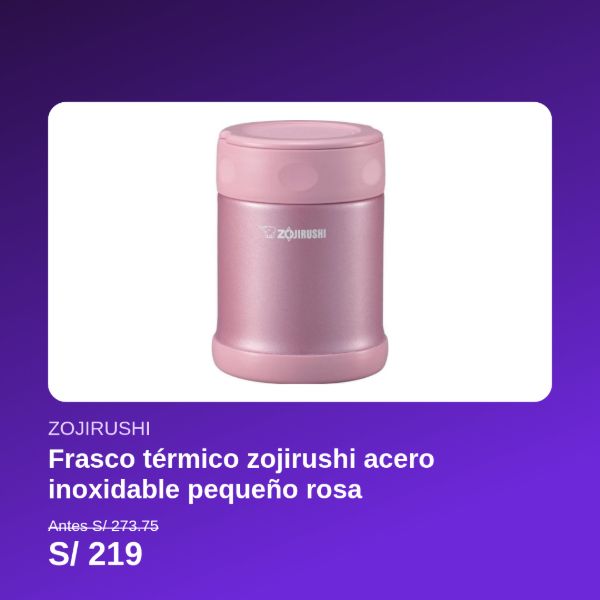 ZOJIRUSHI
ZOJIRUSHI
Frasco térmico zojirushi acero
inoxidable pequeño rosa
Antes S/ 273.75
S/ 219